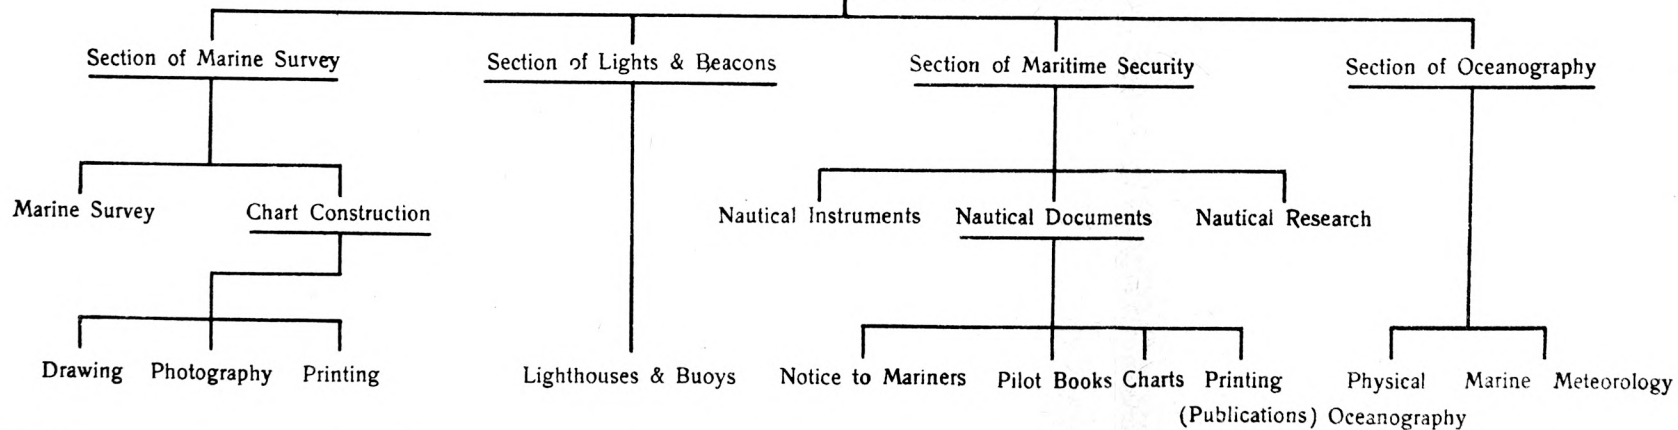 Section of Marine Survey
Section of Lights & Beacons
Section of Maritime Security
Section of Oceanography
Marine Survey
Chart Construction
Nautical Instruments
Nautical Documents
Nautical Research
Drawing
Photography
Printing
Lighthouses & Buoys
Notice to Mariners
Pilot Books
Charts
Printing
(Publications)
Physical
Oceanography
Marine Meteorology